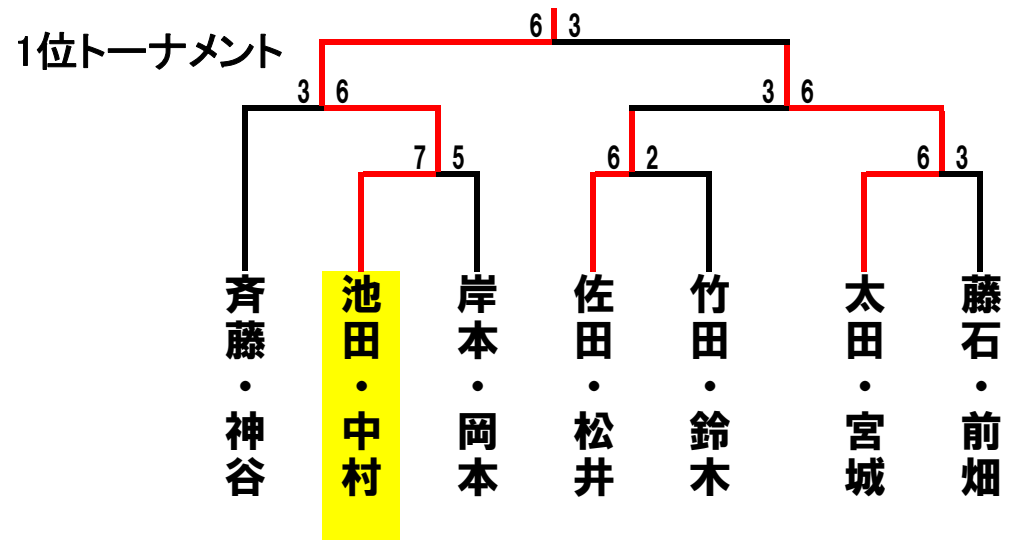 1位トーナメント
6 3
3 6
3 6
7 5
6 2
6 3
斉藤・神谷
池田・中村
岸本・岡本
佐田・松井
竹田・鈴木
太田・宮城
藤石・前畑